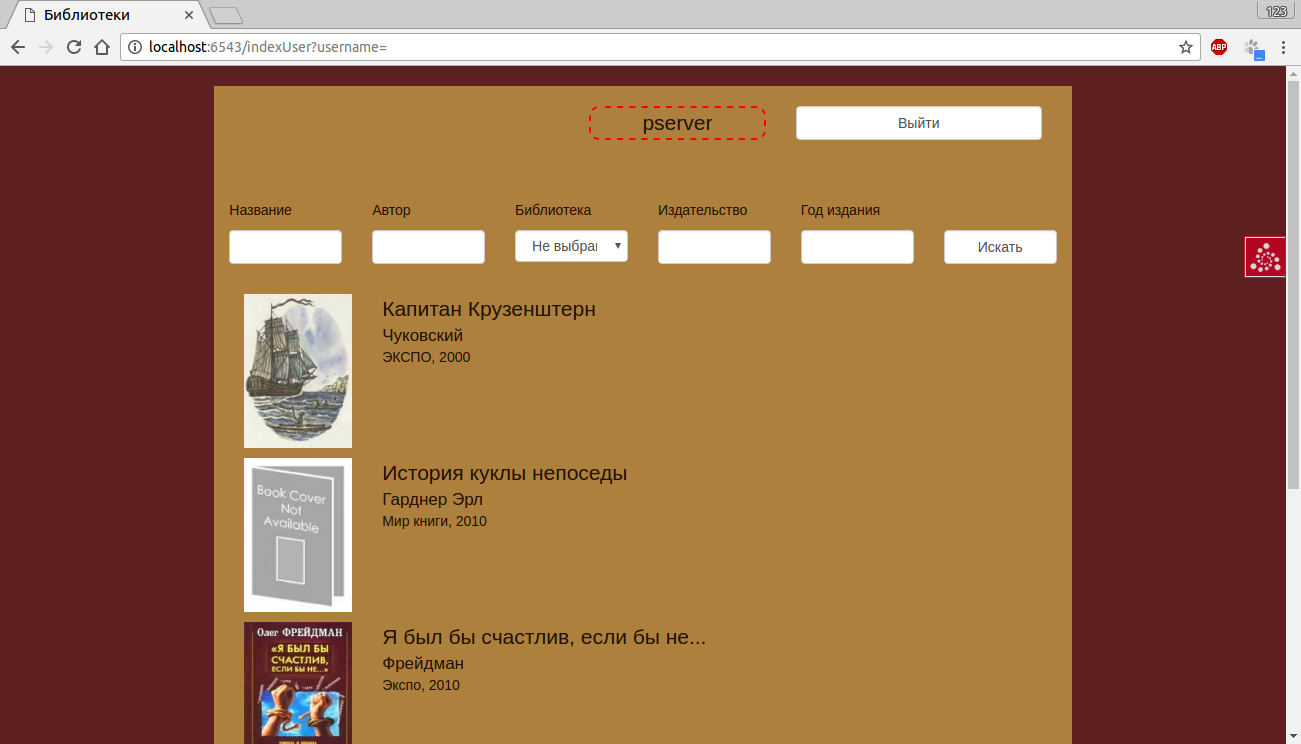 Библиотеки
123
localhost:6543/indexUser?username=
ABP
pserver
Выйти
Название
Автор
Библиотека
Издательство
Год издания
Не выбран
Искать
Капитан Крузенштерн
Чуковский
ЭКСПО, 2000
Book Cover
Not
Available
История куклы непоседы
Гарднер Эрл
Мир книги, 2010
Олег ФРЕЙДМАН
«Я БЫЛ БЫ
СЧАСТЛИВ,
ЕСЛИ БЫ НЕ...»
Я был бы счастлив, если бы не...
Фрейдман
Экспо, 2010